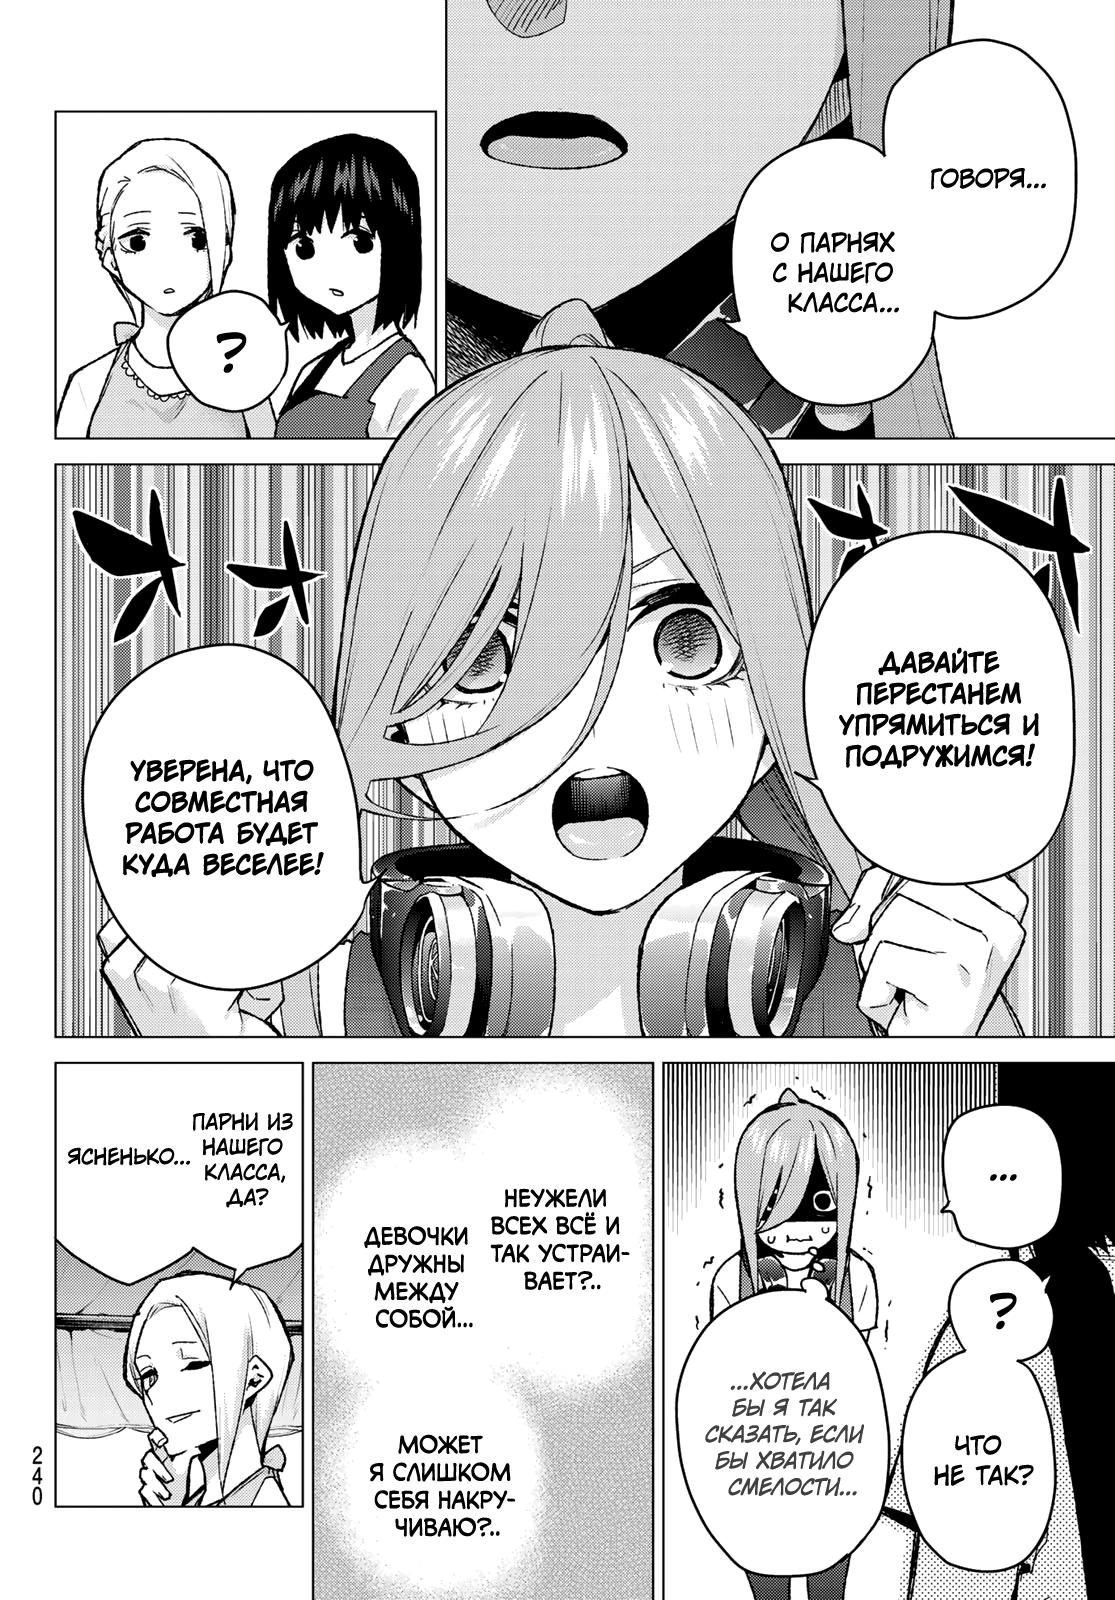 ГОВОРЯ...
О ПАРНЯХ
С НАШЕГО
КЛАССА...
?
ДАВАЙТЕ
ПЕРЕСТАНЕМ
УПРЯМИТЬСЯ И
ПОДРУЖИМСЯ!
УВЕРЕНА, ЧТО
СОВМЕСТНАЯ
РАБОТА БУДЕТ
КУДА ВЕСЕЛЕЕ!
...
?
ЧТО
НЕ ТАК?
...ХОТЕЛА
БЫ Я ТАК
СКАЗАТЬ, ЕСЛИ
БЫ ХВАТИЛО
СМЕЛОСТИ...
НЕУЖЕЛИ
ВСЕХ ВСЁ И
ТАК УСТРАИ-
ВАЕТ?..
ДЕВОЧКИ
ДРУЖНЫ
МЕЖДУ
СОБОЙ...
МОЖЕТ
Я СЛИШКОМ
СЕБЯ НАКРУ-
ЧИВАЮ?..
ПАРНИ ИЗ
НАШЕГО
КЛАССА,
ДА?
ЯСНЕНЬКО...
240